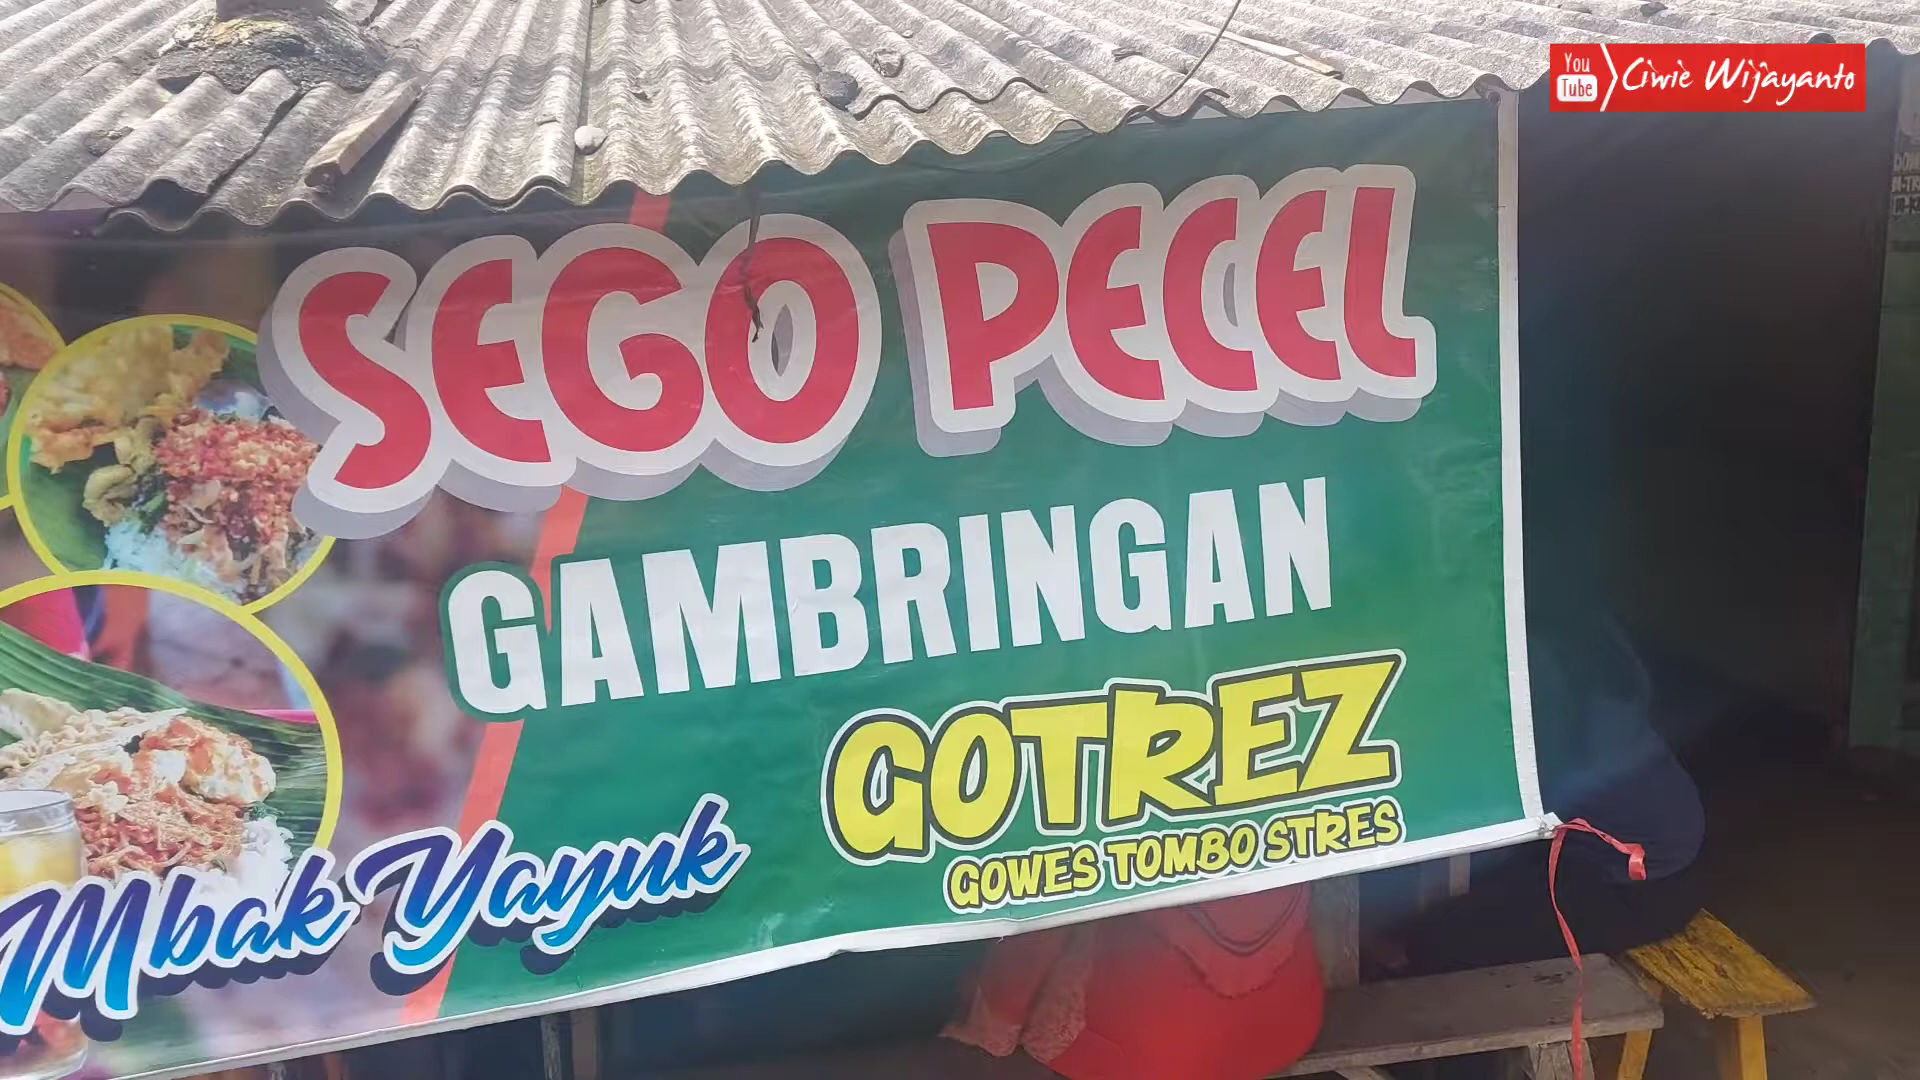 You Tube Ciwie Wijayanto
SEGO PECEL
GAMBRINGAN
GOTREZ
GOWES TOMBO STRES
Mbak Yayuk